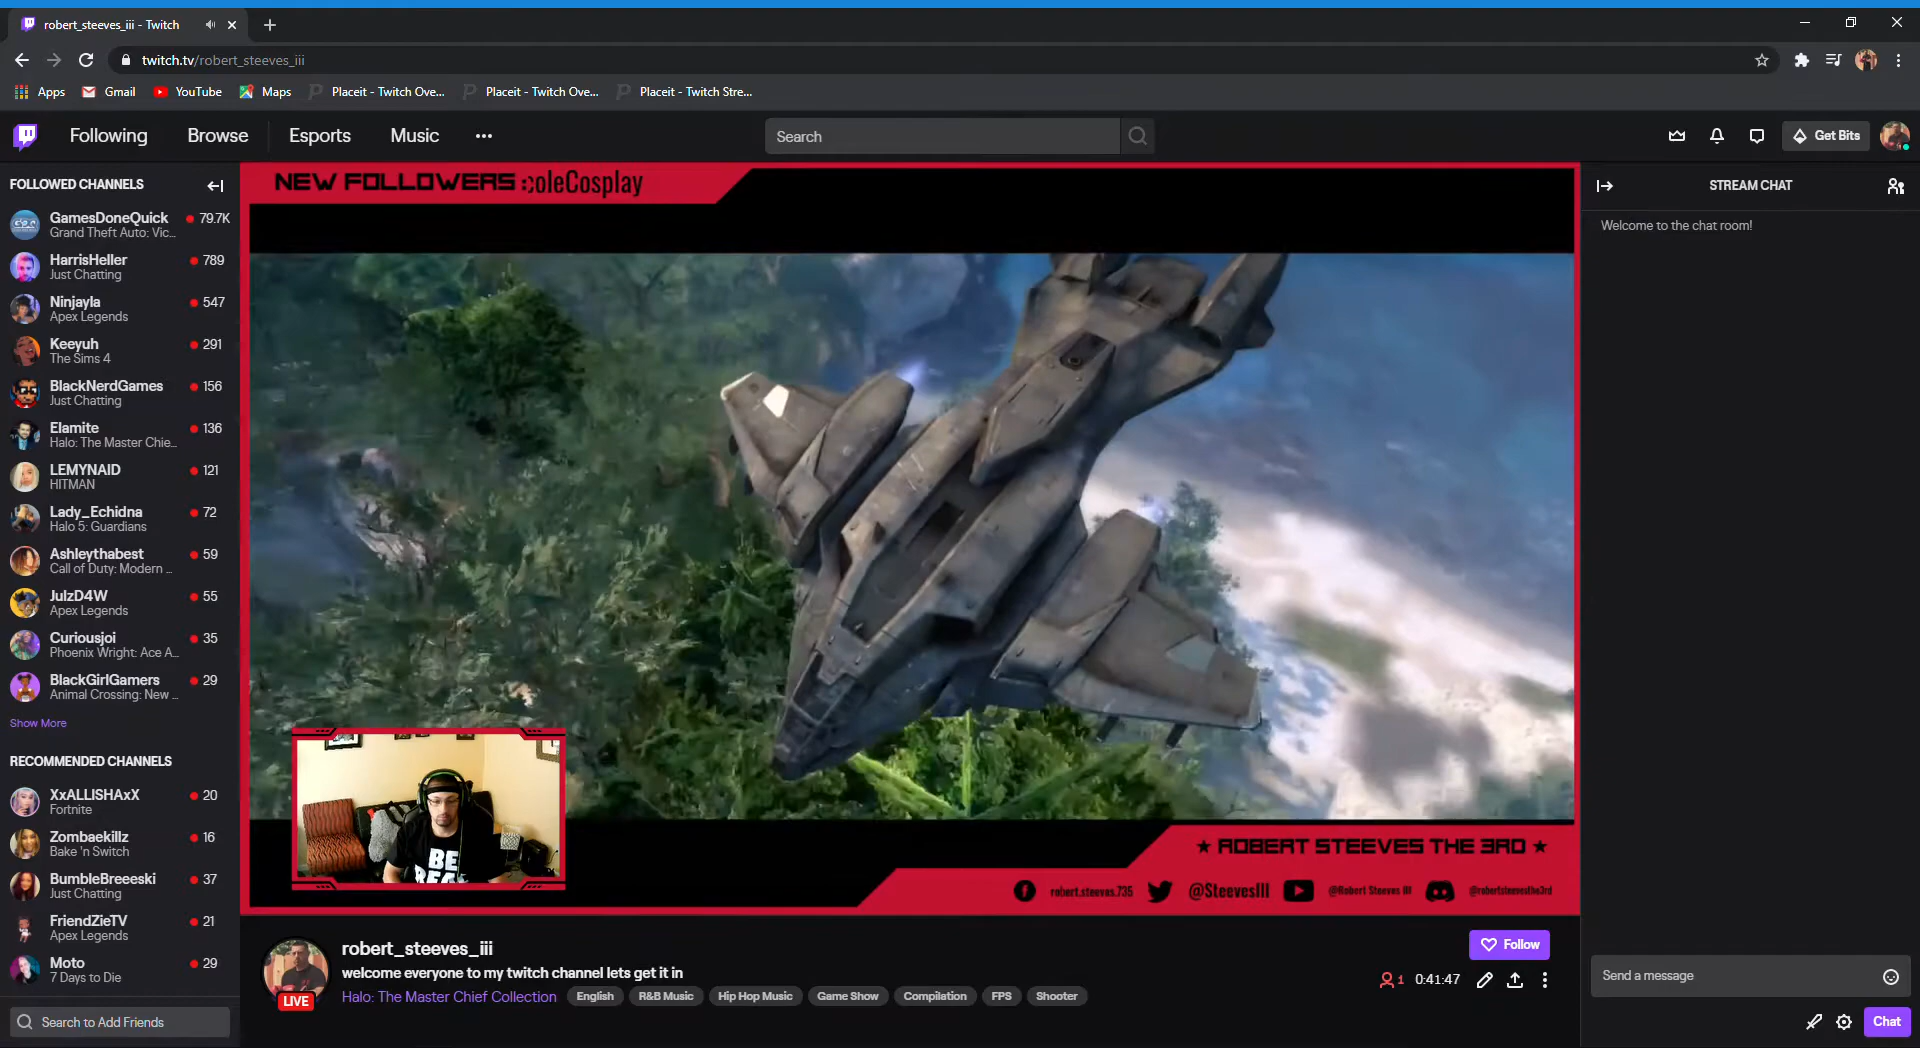 robert_steeves_iii - Twitch
twitch.tv/robert_steeves_iii
Apps Gmail YouTube Maps Placeit - Twitch Ove... Placeit - Twitch Ove... Placeit - Twitch Stre...
Following Browse Esports Music Search Get Bits
FOLLOWED CHANNELS
GamesDoneQuick 79.7K
Grand Theft Auto: Vic...
HarrisHeller 789
Just Chatting
Ninjayla 547
Apex Legends
Keeyuh 291
The Sims 4
BlackNerdGames 156
Just Chatting
Elamite 136
Halo: The Master Chie...
LEMYNAID 121
HITMAN
Lady_Echidna 72
Halo 5: Guardians
Ashleythabest 59
Call of Duty: Modern ...
JulzD4W 55
Apex Legends
Curiousjoi 35
Phoenix Wright: Ace A...
BlackGirlGamers 29
Animal Crossing: New ...
Show More
RECOMMENDED CHANNELS
XxALLISHAxX 20
Fortnite
Zombaekillz 16
Bake 'n Switch
BumbleBreeeski 37
Just Chatting
FriendZieTV 21
Apex Legends
Moto 29
7 Days to Die
Search to Add Friends
NEW FOLLOWERS :oleCosplay
★ ROBERT STEEVES THE 3RD ★
robert.steeves.735 @SteevesIII @Robert Steeves III @robertsteevesthe3rd
robert_steeves_iii
Follow
welcome everyone to my twitch channel lets get it in
LIVE
Halo: The Master Chief Collection English R&B Music Hip Hop Music Game Show Compilation FPS Shooter
1 0:41:47
STREAM CHAT
Welcome to the chat room!
Send a message
Chat